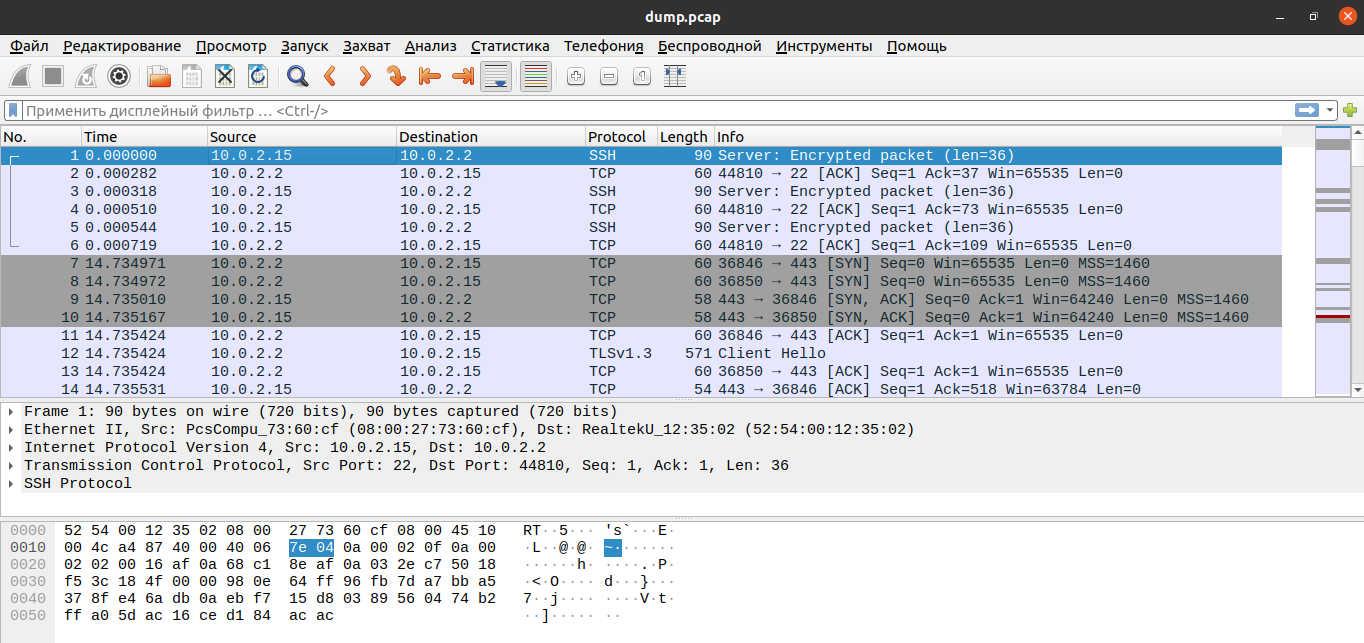 dump.pcap
Файл Редактирование Просмотр Запуск Захват Анализ Статистика Телефония Беспроводной Инструменты Помощь
Применить дисплейный фильтр … <Ctrl-/>
No. Time Source Destination Protocol Length Info
1 0.000000 10.0.2.15 10.0.2.2 SSH 90 Server: Encrypted packet (len=36)
2 0.000282 10.0.2.2 10.0.2.15 TCP 60 44810 → 22 [ACK] Seq=1 Ack=37 Win=65535 Len=0
3 0.000318 10.0.2.15 10.0.2.2 SSH 90 Server: Encrypted packet (len=36)
4 0.000510 10.0.2.2 10.0.2.15 TCP 60 44810 → 22 [ACK] Seq=1 Ack=73 Win=65535 Len=0
5 0.000544 10.0.2.15 10.0.2.2 SSH 90 Server: Encrypted packet (len=36)
6 0.000719 10.0.2.2 10.0.2.15 TCP 60 44810 → 22 [ACK] Seq=1 Ack=109 Win=65535 Len=0
7 14.734971 10.0.2.2 10.0.2.15 TCP 60 36846 → 443 [SYN] Seq=0 Win=65535 Len=0 MSS=1460
8 14.734972 10.0.2.2 10.0.2.15 TCP 60 36850 → 443 [SYN] Seq=0 Win=65535 Len=0 MSS=1460
9 14.735010 10.0.2.15 10.0.2.2 TCP 58 443 → 36846 [SYN, ACK] Seq=0 Ack=1 Win=64240 Len=0 MSS=1460
10 14.735167 10.0.2.15 10.0.2.2 TCP 58 443 → 36850 [SYN, ACK] Seq=0 Ack=1 Win=64240 Len=0 MSS=1460
11 14.735424 10.0.2.2 10.0.2.15 TCP 60 36846 → 443 [ACK] Seq=1 Ack=1 Win=65535 Len=0
12 14.735424 10.0.2.2 10.0.2.15 TLSv1.3 571 Client Hello
13 14.735424 10.0.2.2 10.0.2.15 TCP 60 36850 → 443 [ACK] Seq=1 Ack=1 Win=65535 Len=0
14 14.735531 10.0.2.15 10.0.2.2 TCP 54 443 → 36846 [ACK] Seq=1 Ack=518 Win=63784 Len=0
Frame 1: 90 bytes on wire (720 bits), 90 bytes captured (720 bits)
Ethernet II, Src: PcsCompu_73:60:cf (08:00:27:73:60:cf), Dst: RealtekU_12:35:02 (52:54:00:12:35:02)
Internet Protocol Version 4, Src: 10.0.2.15, Dst: 10.0.2.2
Transmission Control Protocol, Src Port: 22, Dst Port: 44810, Seq: 1, Ack: 1, Len: 36
SSH Protocol
0000 52 54 00 12 35 02 08 00 27 73 60 cf 08 00 45 10 RT··5··· 's`···E·
0010 00 4c a4 87 40 00 40 06 7e 04 0a 00 02 0f 0a 00 ·L··@·@· ~·······
0020 02 02 00 16 af 0a 68 c1 8e af 0a 03 2e c7 50 18 ······h· ····.·P·
0030 f5 3c 18 4f 00 00 98 0e 64 ff 96 fb 7d a7 bb a5 ·<·O···· d···}···
0040 37 8f e4 6a db 0a eb f7 15 d8 03 89 56 04 74 b2 7··j···· ····V·t·
0050 ff a0 5d ac 16 ce d1 84 ac ac ··]····· ··